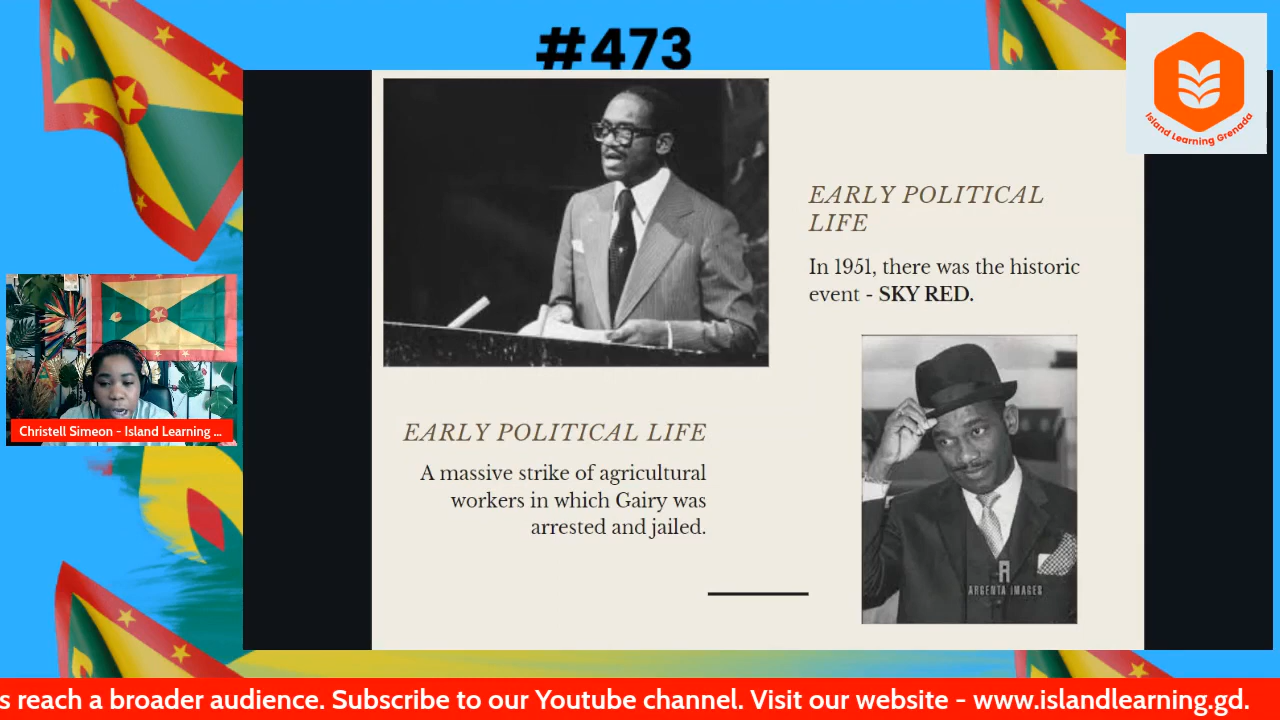 #473
Island Learning Grenada
EARLY POLITICAL
LIFE
In 1951, there was the historic
event - SKY RED.
EARLY POLITICAL LIFE
A massive strike of agricultural
workers in which Gairy was
arrested and jailed.
A
ARGENTA IMAGES
Christell Simeon - Island Learning ...
s reach a broader audience. Subscribe to our Youtube channel. Visit our website - www.islandlearning.gd.